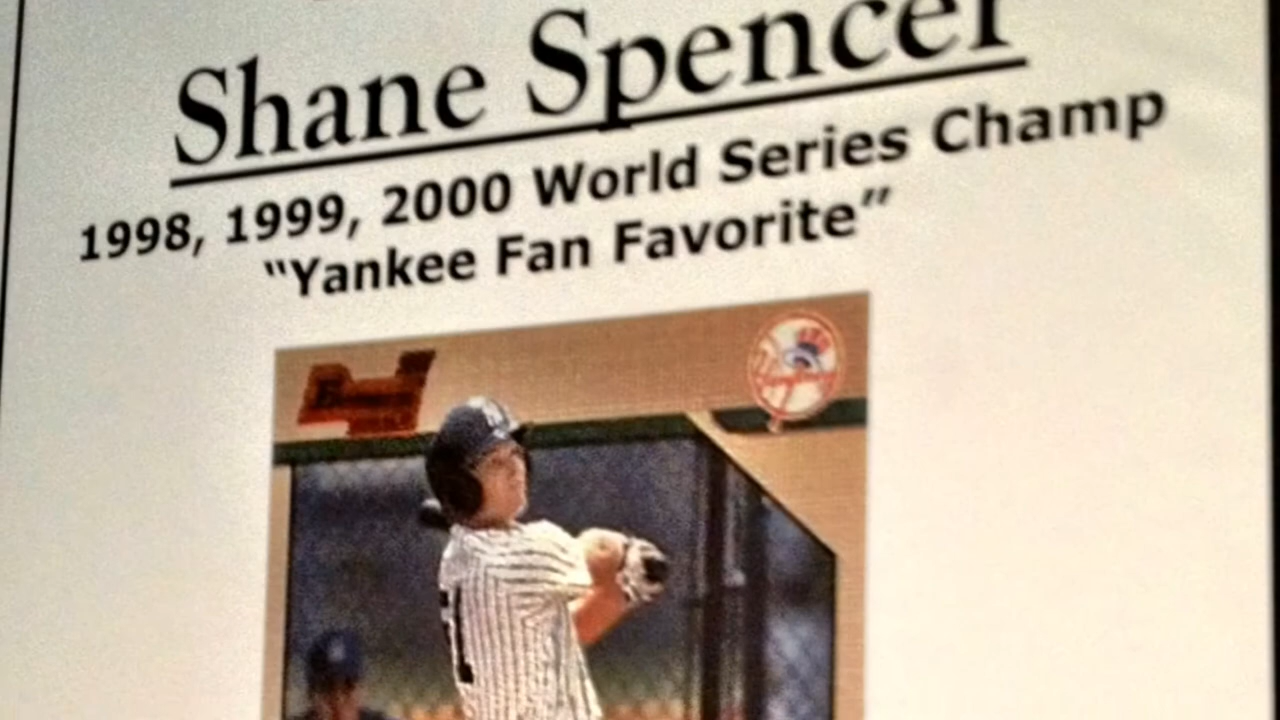 Shane Spencer
1998, 1999, 2000 World Series Champ
“Yankee Fan Favorite”